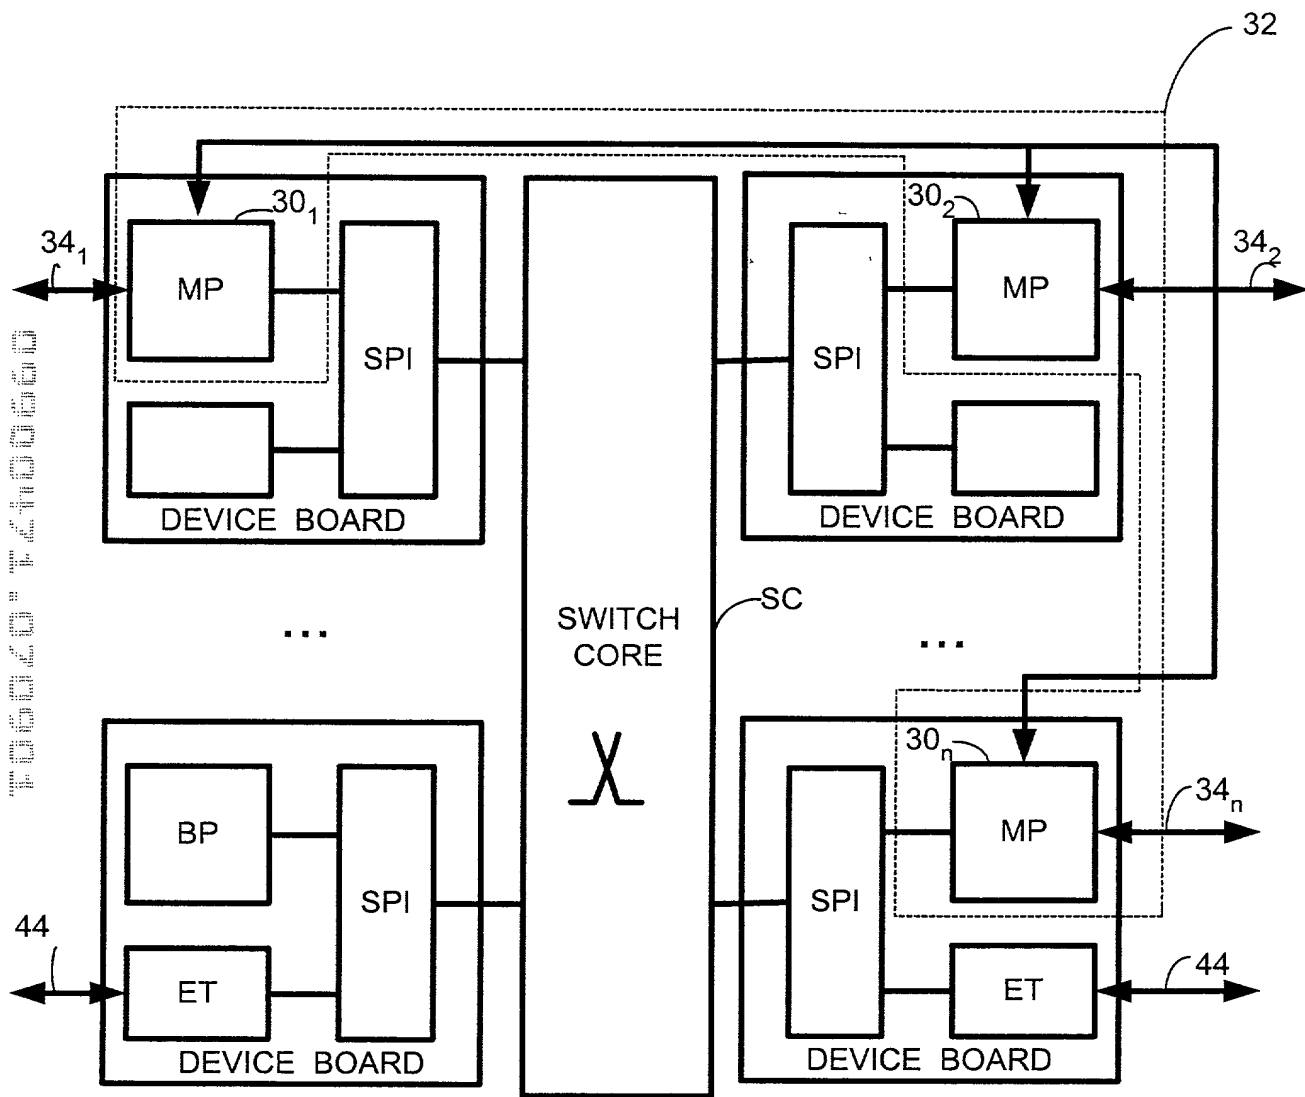 32
30₁
30₂
34₁
34₂
MP
MP
SPI
SPI
DEVICE BOARD
DEVICE BOARD
SC
SWITCH
CORE
...
...
30ₙ
34ₙ
BP
MP
SPI
SPI
44
44
ET
ET
DEVICE BOARD
DEVICE BOARD